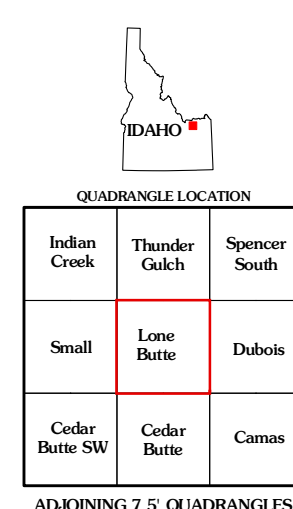 IDAHO
QUADRANGLE LOCATION
Indian Creek
Thunder Gulch
Spencer South
Small
Lone Butte
Dubois
Cedar Butte SW
Cedar Butte
Camas
ADJOINING 7.5' QUADRANGLES